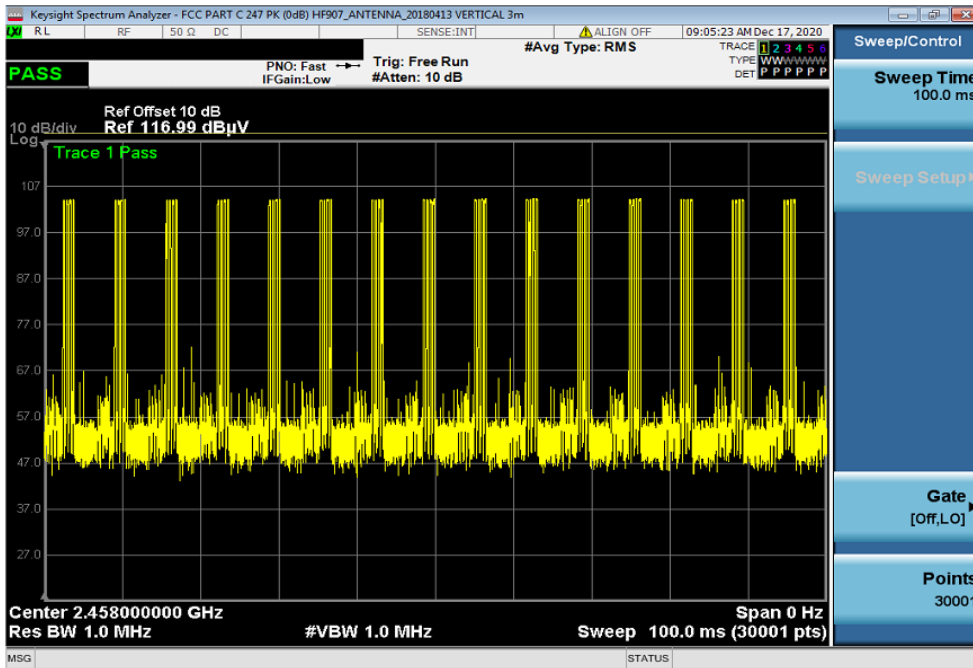 Keysight Spectrum Analyzer - FCC PART C 247 PK (0dB) HF907_ANTENNA_20180413 VERTICAL 3m
LXI RL RF 50 Ω DC SENSE:INT ALIGN OFF 09:05:23 AM Dec 17, 2020
#Avg Type: RMS TRACE 1 2 3 4 5 6
TYPE WWWWWW
DET P P P P P P
PASS
PNO: Fast Trig: Free Run
IFGain:Low #Atten: 10 dB
Ref Offset 10 dB
10 dB/div Ref 116.99 dBµV
Log
Trace 1 Pass
107
97.0
87.0
77.0
67.0
57.0
47.0
37.0
27.0
Center 2.458000000 GHz Span 0 Hz
Res BW 1.0 MHz #VBW 1.0 MHz Sweep 100.0 ms (30001 pts)
MSG STATUS
Sweep/Control
Sweep Time
100.0 ms
Sweep Setup
Gate
[Off,LO]
Points
30001